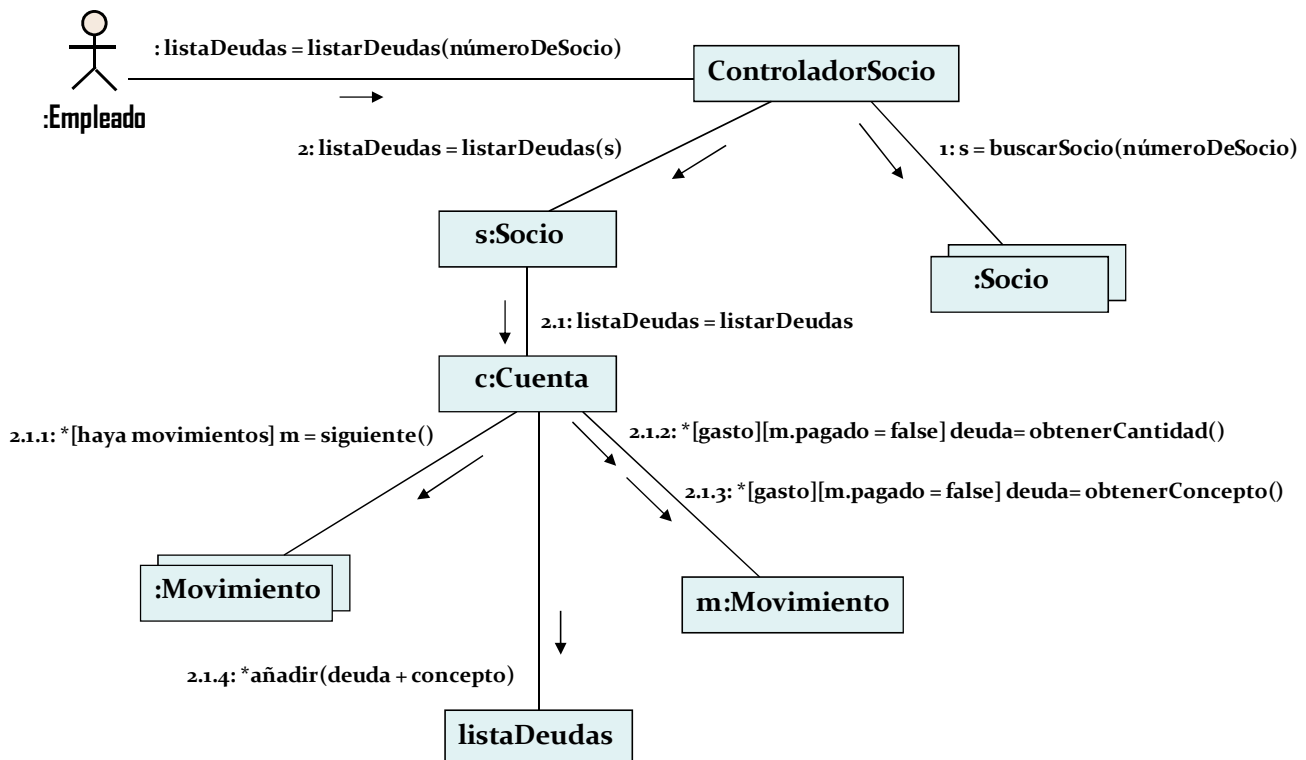 : listaDeudas = listarDeudas(númeroDeSocio)
ControladorSocio
:Empleado
2: listaDeudas = listarDeudas(s)
1: s = buscarSocio(númeroDeSocio)
s:Socio
:Socio
2.1: listaDeudas = listarDeudas
c:Cuenta
2.1.1: *[haya movimientos] m = siguiente()
2.1.2: *[gasto][m.pagado = false] deuda= obtenerCantidad()
2.1.3: *[gasto][m.pagado = false] deuda= obtenerConcepto()
:Movimiento
m:Movimiento
2.1.4: *añadir(deuda + concepto)
listaDeudas